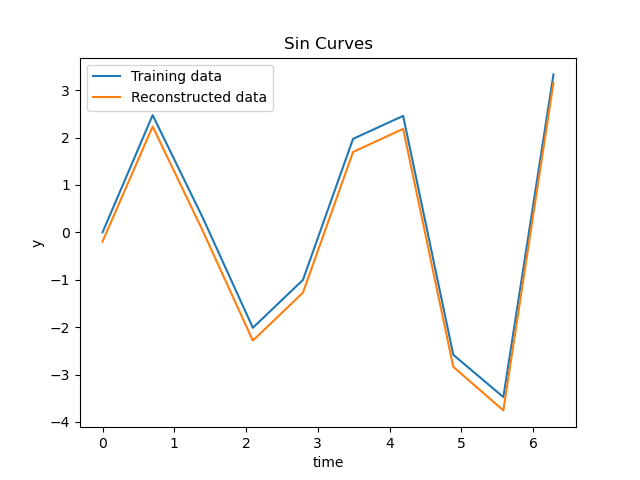 Sin Curves
Training data
Reconstructed data
y
3
2
1
0
−1
−2
−3
−4
0 1 2 3 4 5 6
time